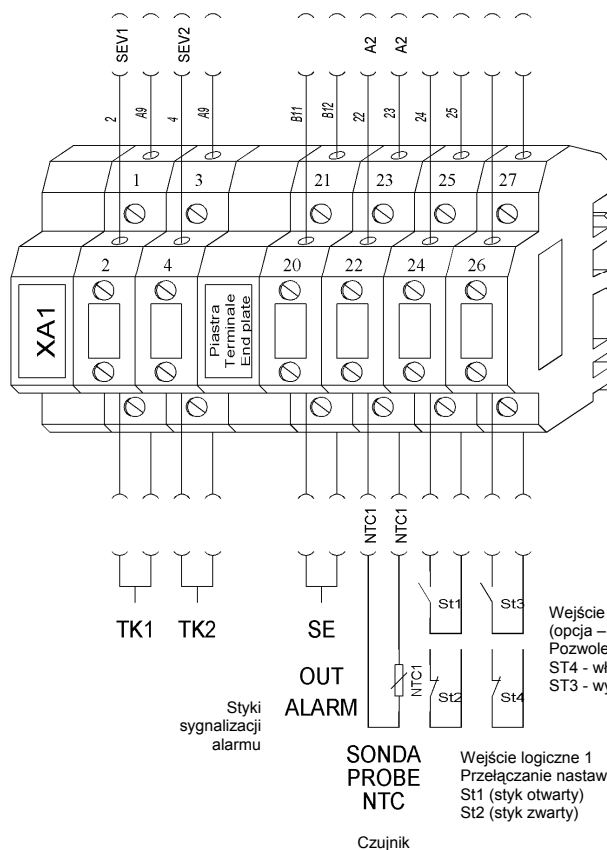 SEV1 SEV2 A2 A2
2 A9 4 A9 B11 B12 22 23 24 25
1 3 21 23 25 27
2 4 20 22 24 26
XA1
Piastra
Terminale
End plate
NTC1 NTC1
TK1 TK2 SE
St1 St3
OUT
ALARM
NTC1
St2 St4
Styki
sygnalizacji
alarmu
Wejście
(opcja –
Pozwole
ST4 - wł
ST3 - wy
SONDA
PROBE
NTC
Wejście logiczne 1
Przełączanie nastaw
St1 (styk otwarty)
St2 (styk zwarty)
Czujnik